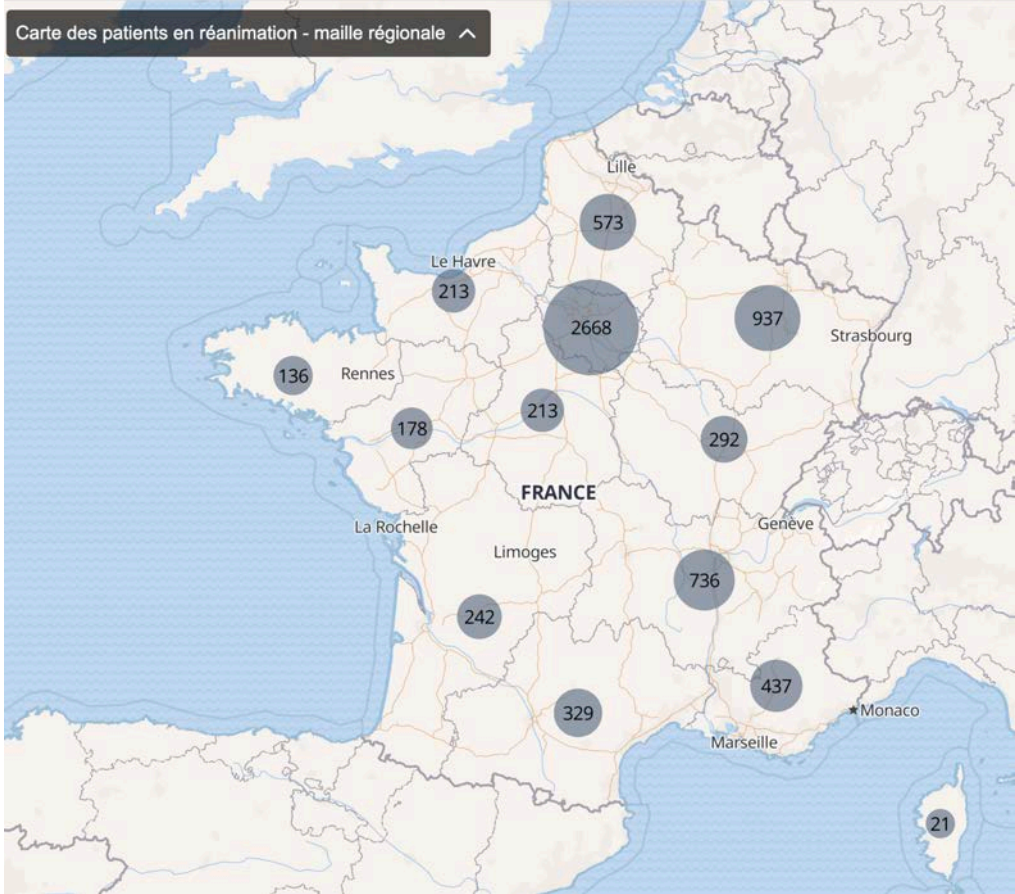 Carte des patients en réanimation - maille régionale
Lille
573
Le Havre
213
2668
937
Strasbourg
136
Rennes
178
213
292
FRANCE
La Rochelle
Genève
Limoges
736
242
437
329
Monaco
Marseille
21